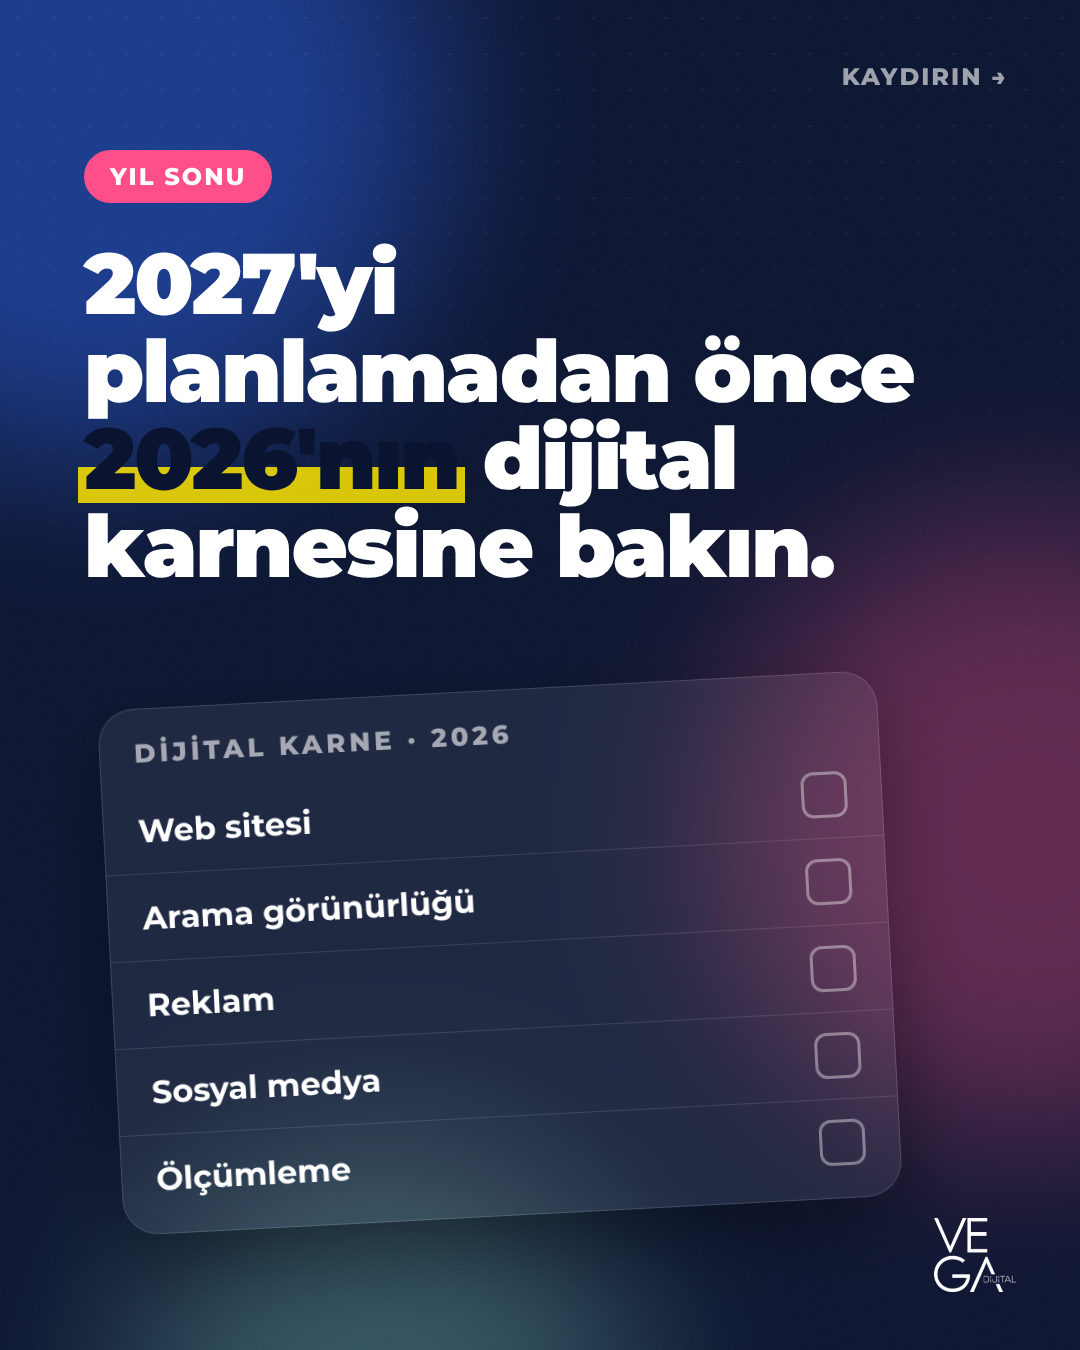 KAYDIRIN →
YIL SONU
2027'yi
planlamadan önce
2026'nın dijital
karnesine bakın.
DİJİTAL KARNE · 2026
Web sitesi
Arama görünürlüğü
Reklam
Sosyal medya
Ölçümleme
VE
GA
DİJİTAL